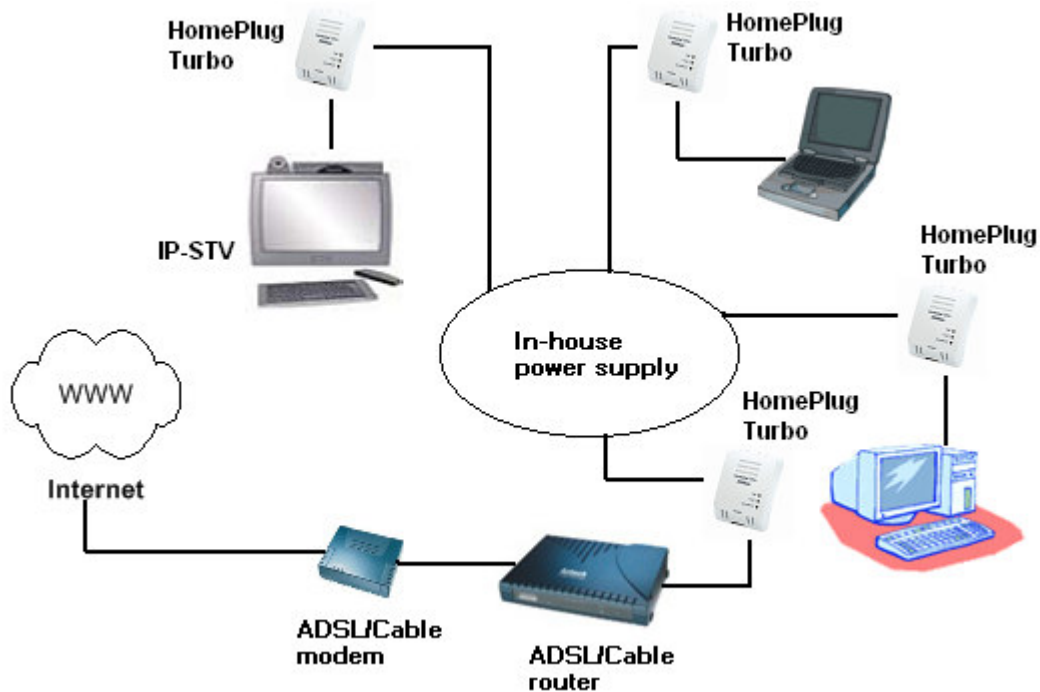 HomePlug
Turbo
HomePlug
Turbo
IP-STV
HomePlug
Turbo
In-house
power supply
WWW
HomePlug
Turbo
Internet
Aztech
ADSL/Cable
modem
ADSL/Cable
router